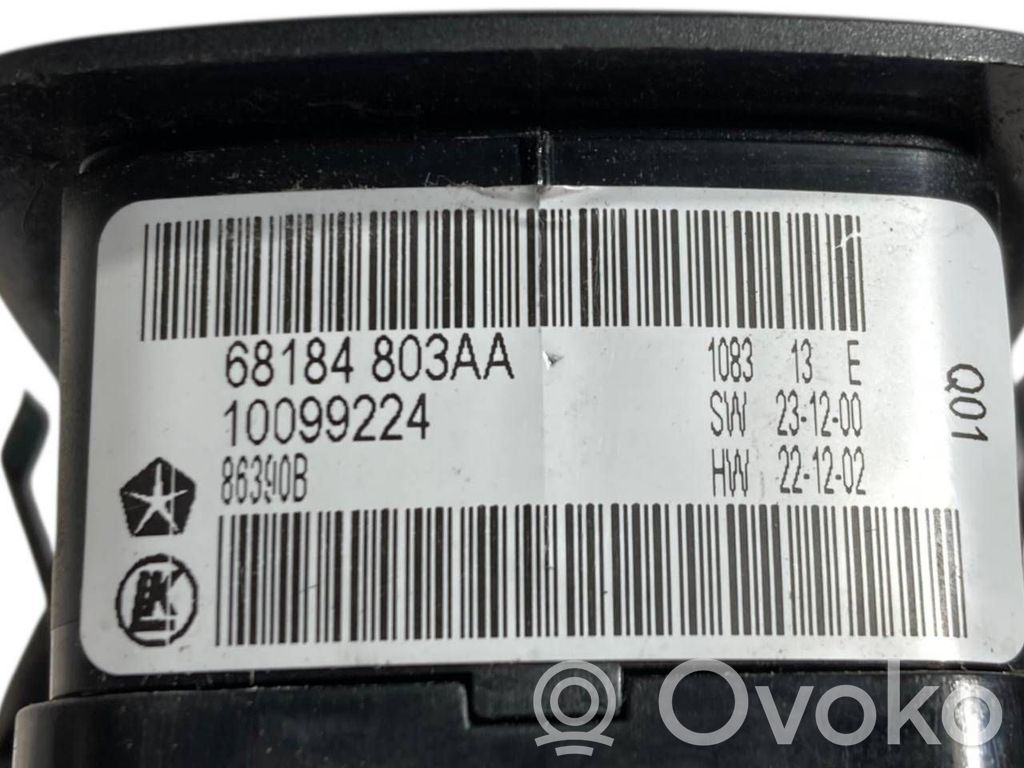 68184 803AA 1083 13 E
10099224 SW 23-12-00
86390B HW 22-12-02
Q01
Ovoko